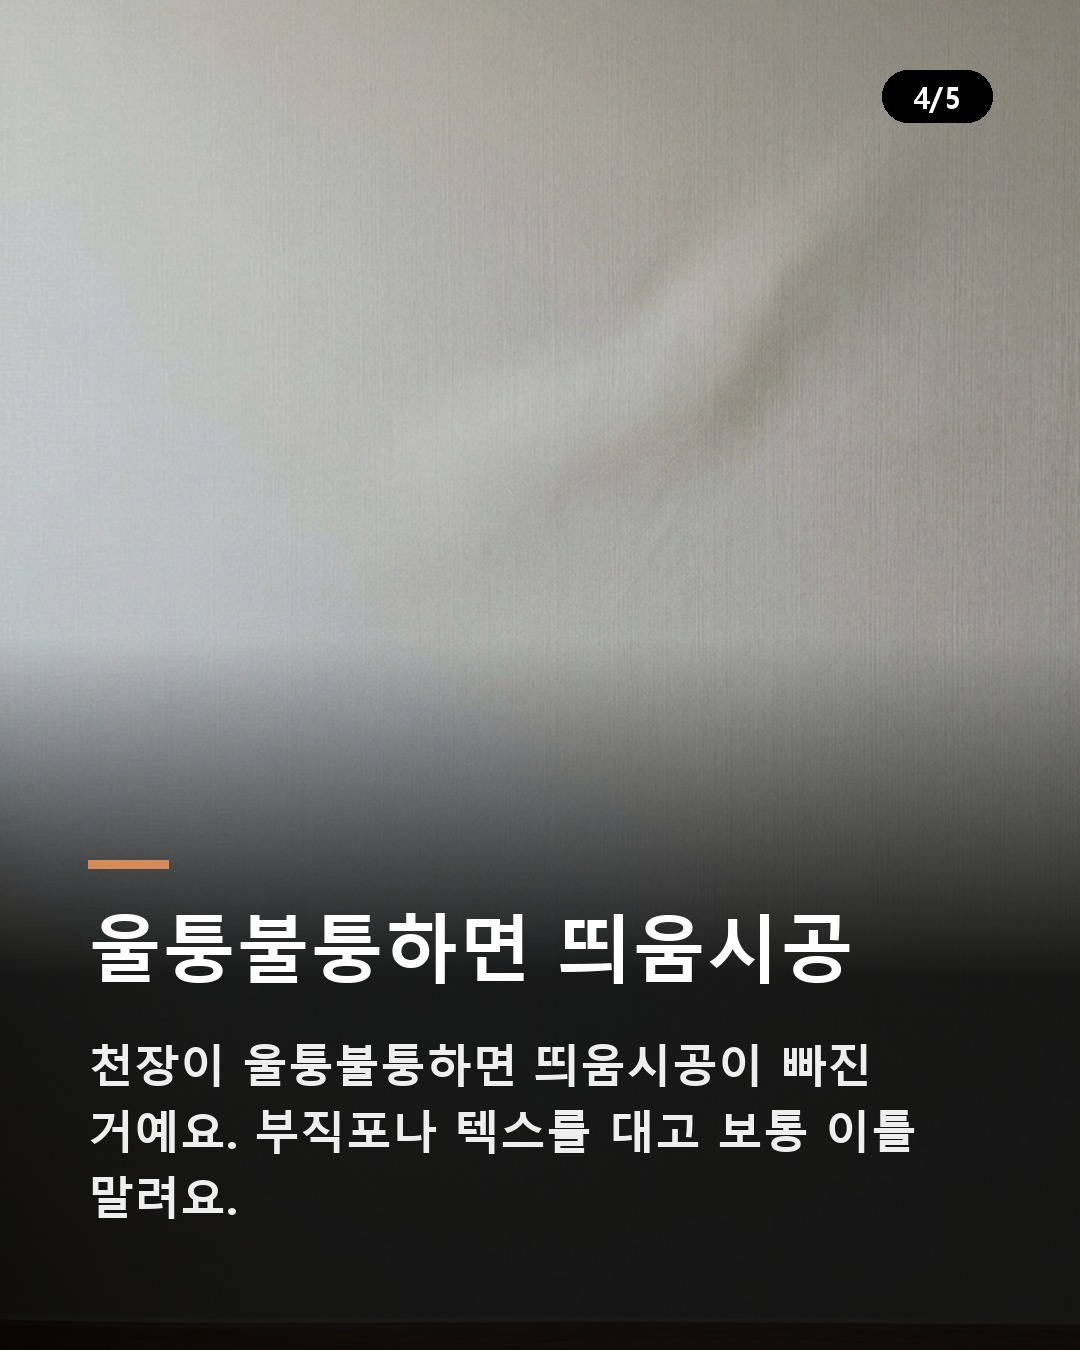 4/5
울퉁불퉁하면 띄움시공
천장이 울퉁불퉁하면 띄움시공이 빠진
거예요. 부직포나 텍스를 대고 보통 이틀
말려요.